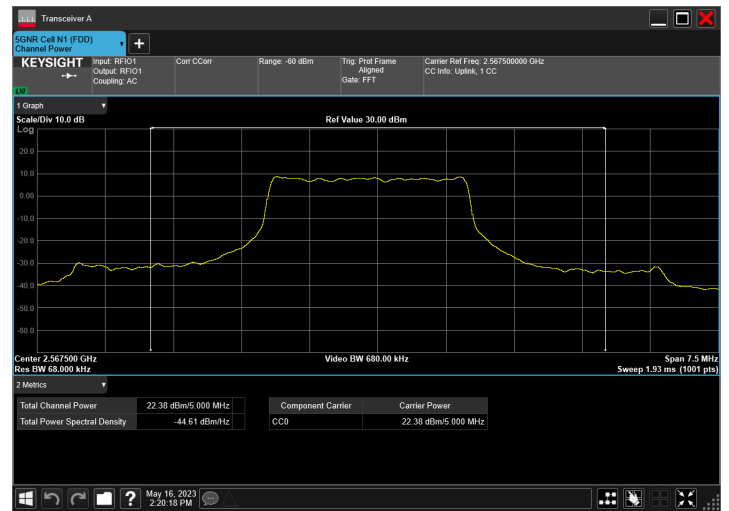 Transceiver A
5GNR Cell N1 (FDD)
Channel Power
KEYSIGHT
LXI
Input: RFIO1
Output: RFIO1
Coupling: AC
Corr CCorr
Range: -60 dBm
Trig: Prot Frame
Aligned
Gate: FFT
Carrier Ref Freq: 2.567500000 GHz
CC Info: Uplink, 1 CC
1 Graph
Scale/Div 10.0 dB
Ref Value 30.00 dBm
Log
20.0
10.0
0.00
-10.0
-20.0
-30.0
-40.0
-50.0
-60.0
Center 2.567500 GHz
Video BW 680.00 kHz
Span 7.5 MHz
Res BW 68.000 kHz
Sweep 1.93 ms (1001 pts)
2 Metrics
Total Channel Power 22.38 dBm/5.000 MHz
Total Power Spectral Density -44.61 dBm/Hz
Component Carrier Carrier Power
CC0 22.38 dBm/5.000 MHz
?
May 16, 2023
2:20:18 PM